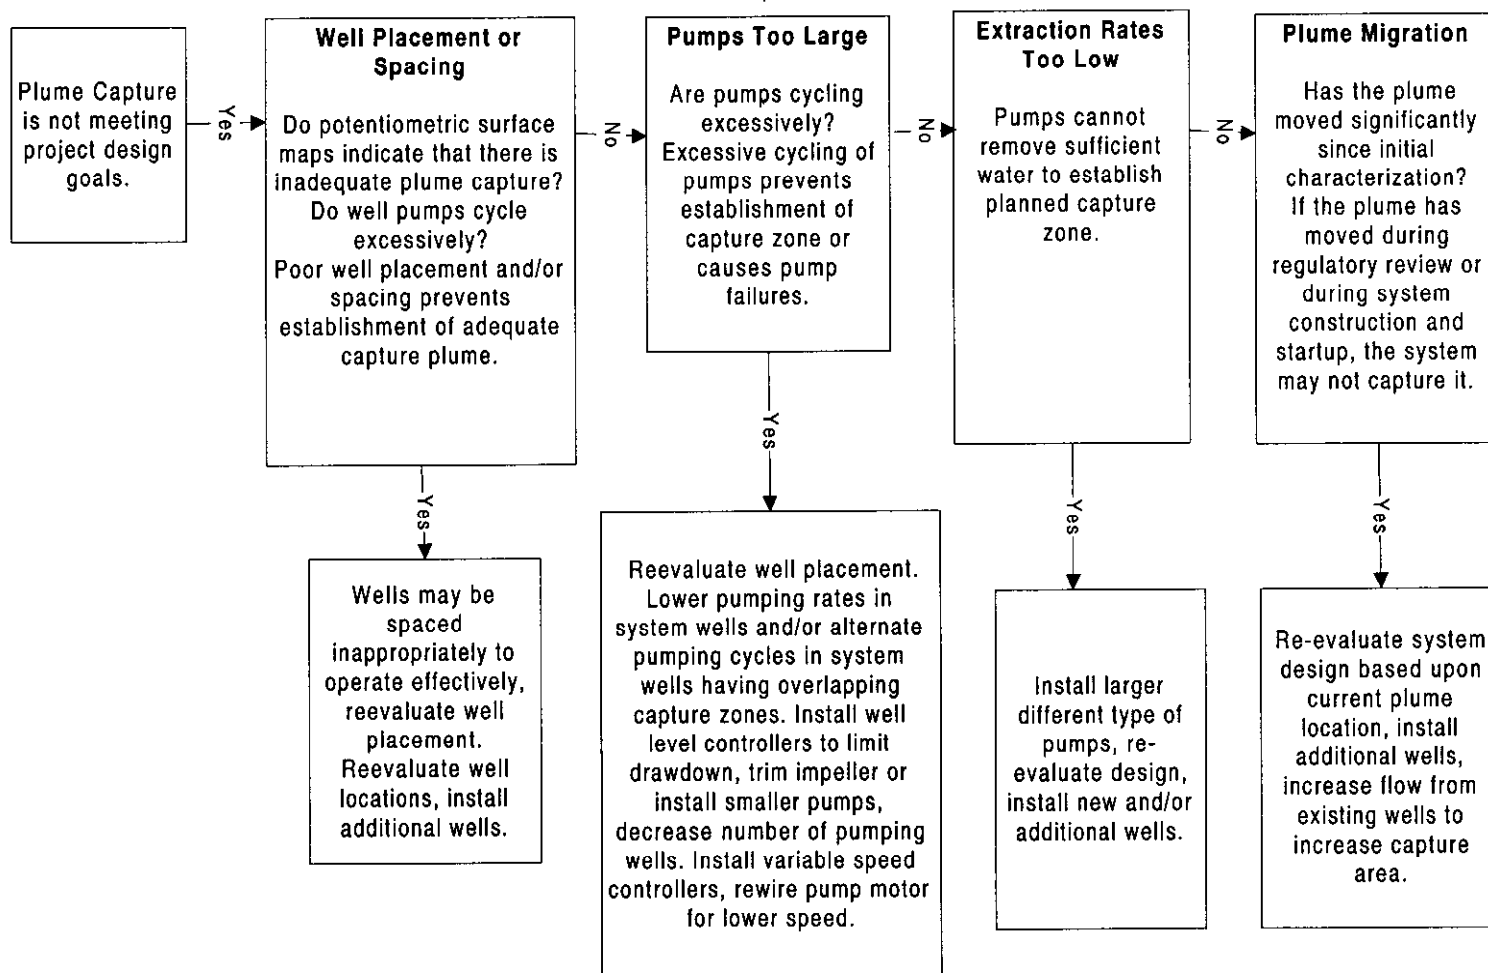 Plume Capture
is not meeting
project design
goals.
Yes
Well Placement or
Spacing
Do potentiometric surface
maps indicate that there is
inadequate plume capture?
Do well pumps cycle
excessively?
Poor well placement and/or
spacing prevents
establishment of adequate
capture plume.
No
Pumps Too Large
Are pumps cycling
excessively?
Excessive cycling of
pumps prevents
establishment of
capture zone or
causes pump
failures.
No
Extraction Rates
Too Low
Pumps cannot
remove sufficient
water to establish
planned capture
zone.
No
Plume Migration
Has the plume
moved significantly
since initial
characterization?
If the plume has
moved during
regulatory review or
during system
construction and
startup, the system
may not capture it.
Yes
Yes
Yes
Yes
Wells may be
spaced
inappropriately to
operate effectively,
reevaluate well
placement.
Reevaluate well
locations, install
additional wells.
Reevaluate well placement.
Lower pumping rates in
system wells and/or alternate
pumping cycles in system
wells having overlapping
capture zones. Install well
level controllers to limit
drawdown, trim impeller or
install smaller pumps,
decrease number of pumping
wells. Install variable speed
controllers, rewire pump motor
for lower speed.
Install larger
different type of
pumps, re-
evaluate design,
install new and/or
additional wells.
Re-evaluate system
design based upon
current plume
location, install
additional wells,
increase flow from
existing wells to
increase capture
area.